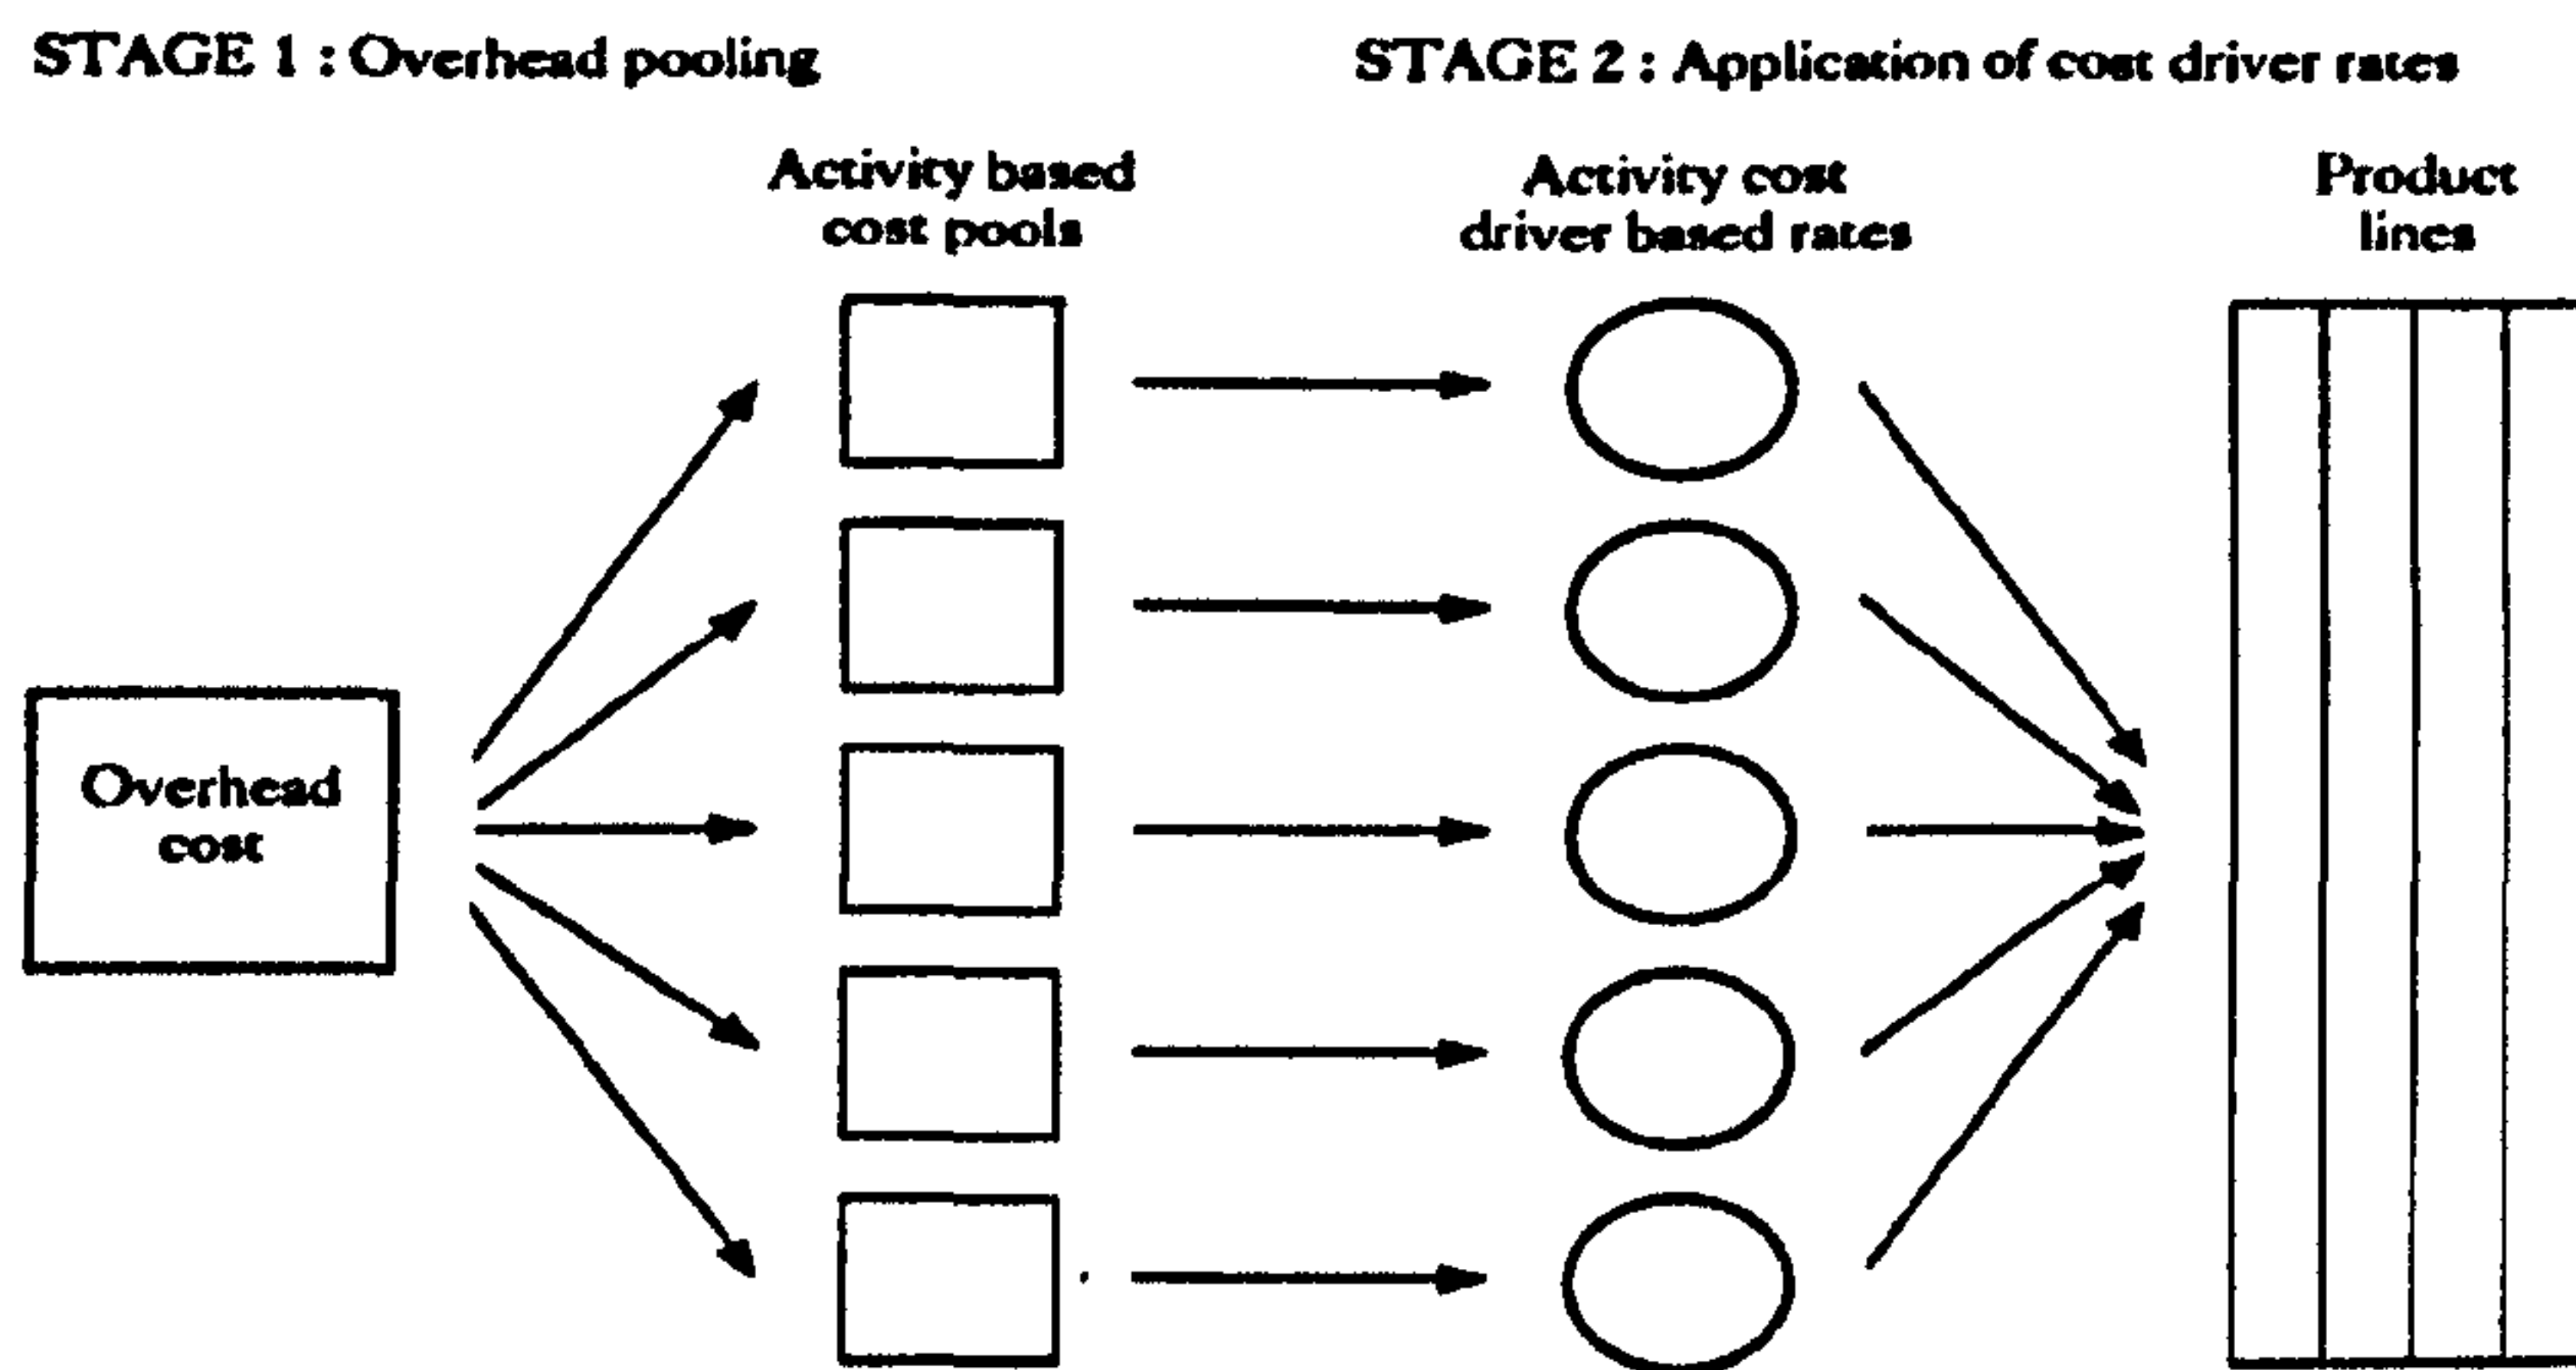 STAGE 1 : Overhead pooling
STAGE 2 : Application of cost driver rates
Activity based
cost pools
Activity cost
driver based rates
Product
lines
Overhead
cost